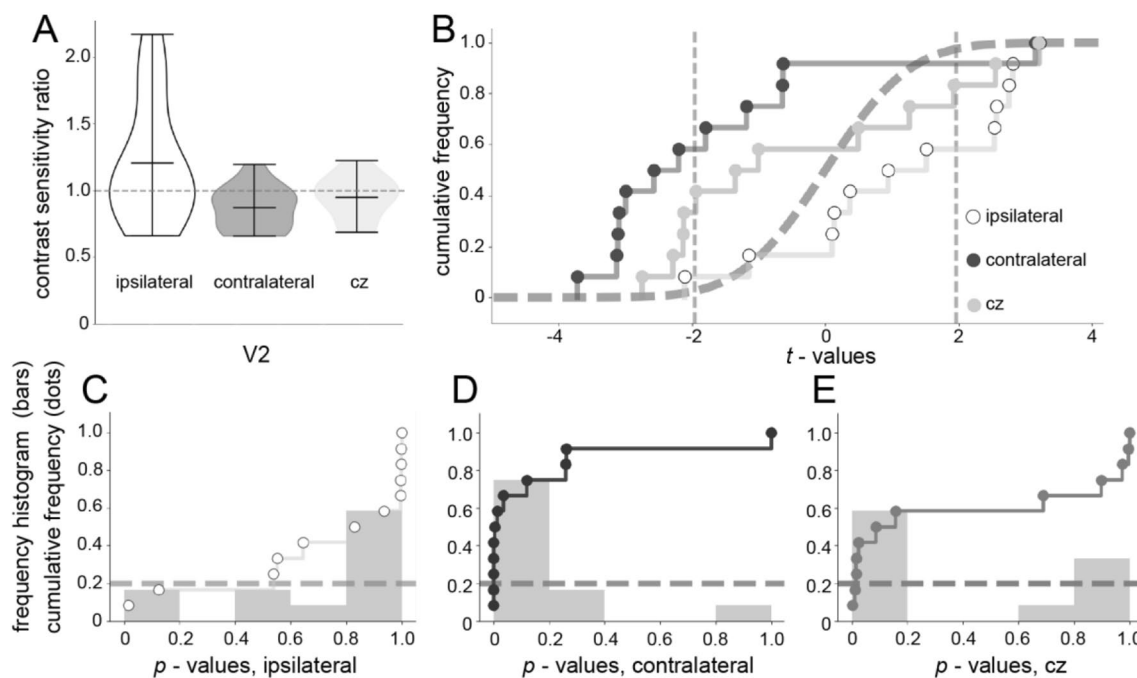 A
contrast sensitivity ratio
2.0
1.0
0.5
0
ipsilateral
contralateral
cz
V2
B
cumulative frequency
1.0
0.8
0.6
0.4
0.2
0
-4
-2
0
2
4
t - values
ipsilateral
contralateral
cz
frequency histogram (bars)
cumulative frequency (dots)
C
1.0
0.8
0.6
0.4
0.2
0
0 0.2 0.4 0.6 0.8 1.0
p - values, ipsilateral
D
1.0
0.8
0.6
0.4
0.2
0
0 0.2 0.4 0.6 0.8 1.0
p - values, contralateral
E
1.0
0.8
0.6
0.4
0.2
0
0 0.2 0.4 0.6 0.8 1.0
p - values, cz